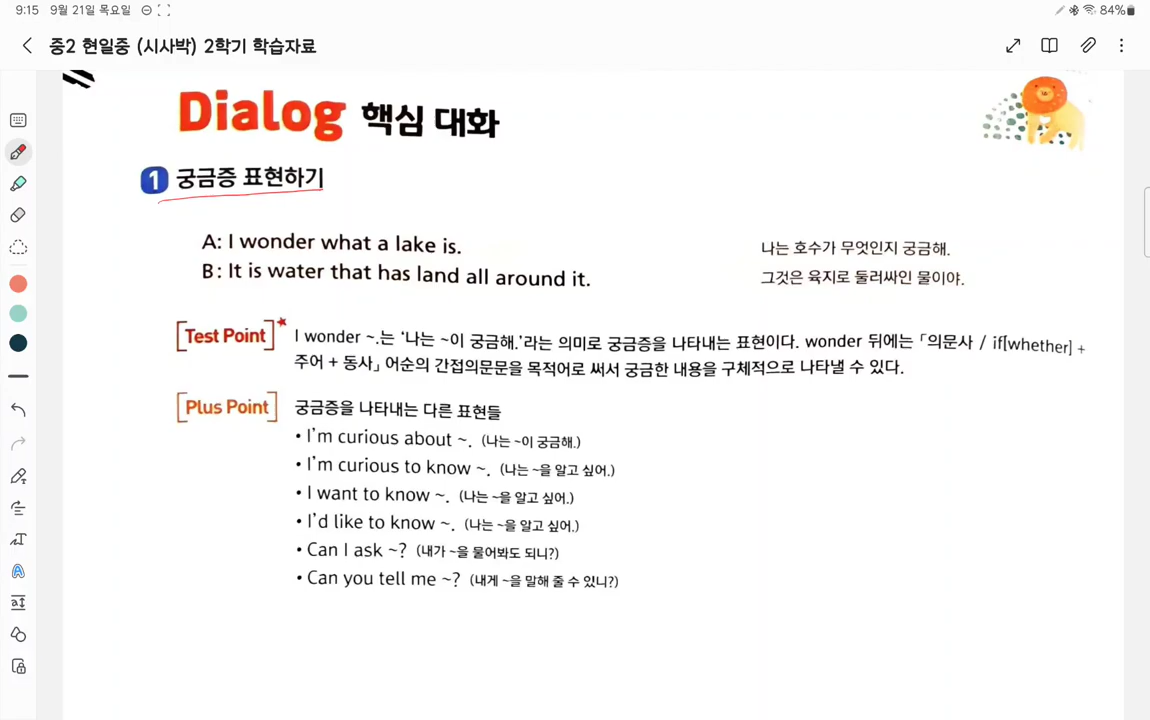 9:15 9월 21일 목요일 84%
중2 현일중 (시사박) 2학기 학습자료
Dialog 핵심 대화
1 궁금증 표현하기
A: I wonder what a lake is. 나는 호수가 무엇인지 궁금해.
B: It is water that has land all around it. 그것은 육지로 둘러싸인 물이야.
[Test Point]* I wonder ~.는 ‘나는 ~이 궁금해.’라는 의미로 궁금증을 나타내는 표현이다. wonder 뒤에는 「의문사 / if[whether] +
주어 + 동사」 어순의 간접의문문을 목적어로 써서 궁금한 내용을 구체적으로 나타낼 수 있다.
[Plus Point] 궁금증을 나타내는 다른 표현들
• I’m curious about ~. (나는 ~이 궁금해.)
• I’m curious to know ~. (나는 ~을 알고 싶어.)
• I want to know ~. (나는 ~을 알고 싶어.)
• I’d like to know ~. (나는 ~을 알고 싶어.)
• Can I ask ~? (내가 ~을 물어봐도 되니?)
• Can you tell me ~? (내게 ~을 말해 줄 수 있니?)